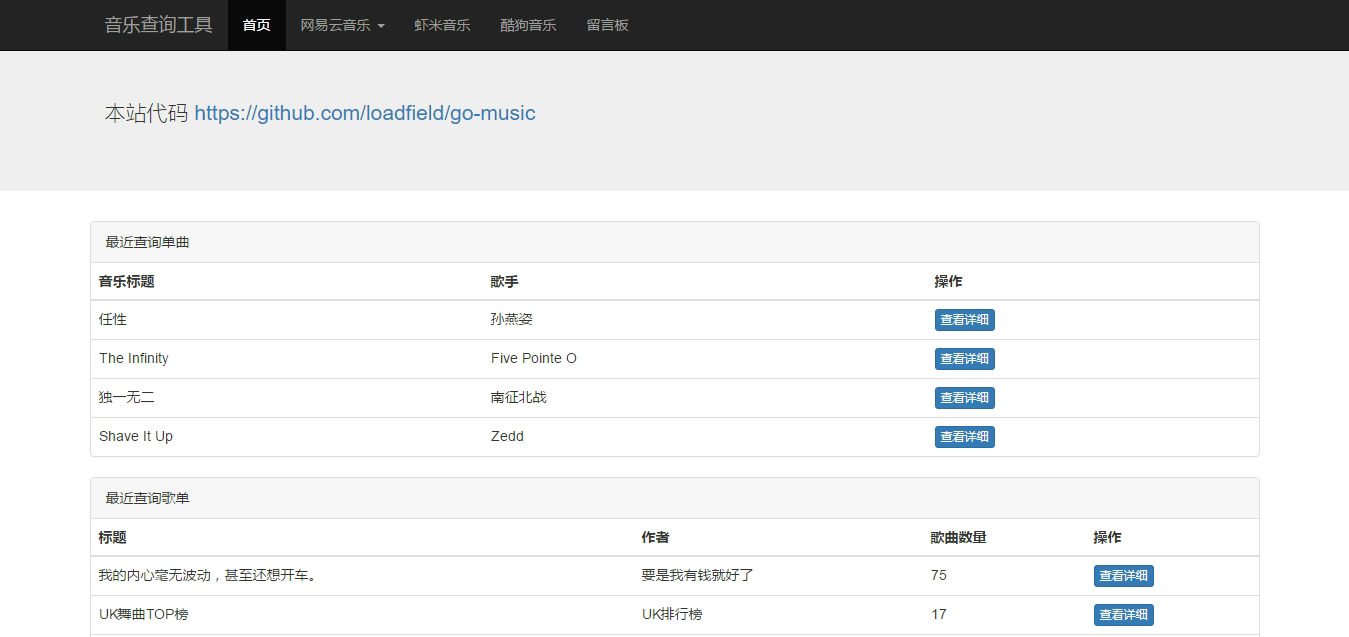 音乐查询工具 首页 网易云音乐 虾米音乐 酷狗音乐 留言板
本站代码 https://github.com/loadfield/go-music
最近查询单曲
音乐标题 歌手 操作
任性 孙燕姿 查看详细
The Infinity Five Pointe O 查看详细
独一无二 南征北战 查看详细
Shave It Up Zedd 查看详细
最近查询歌单
标题 作者 歌曲数量 操作
我的内心毫无波动，甚至还想开车。 要是我有钱就好了 75 查看详细
UK舞曲TOP榜 UK排行榜 17 查看详细